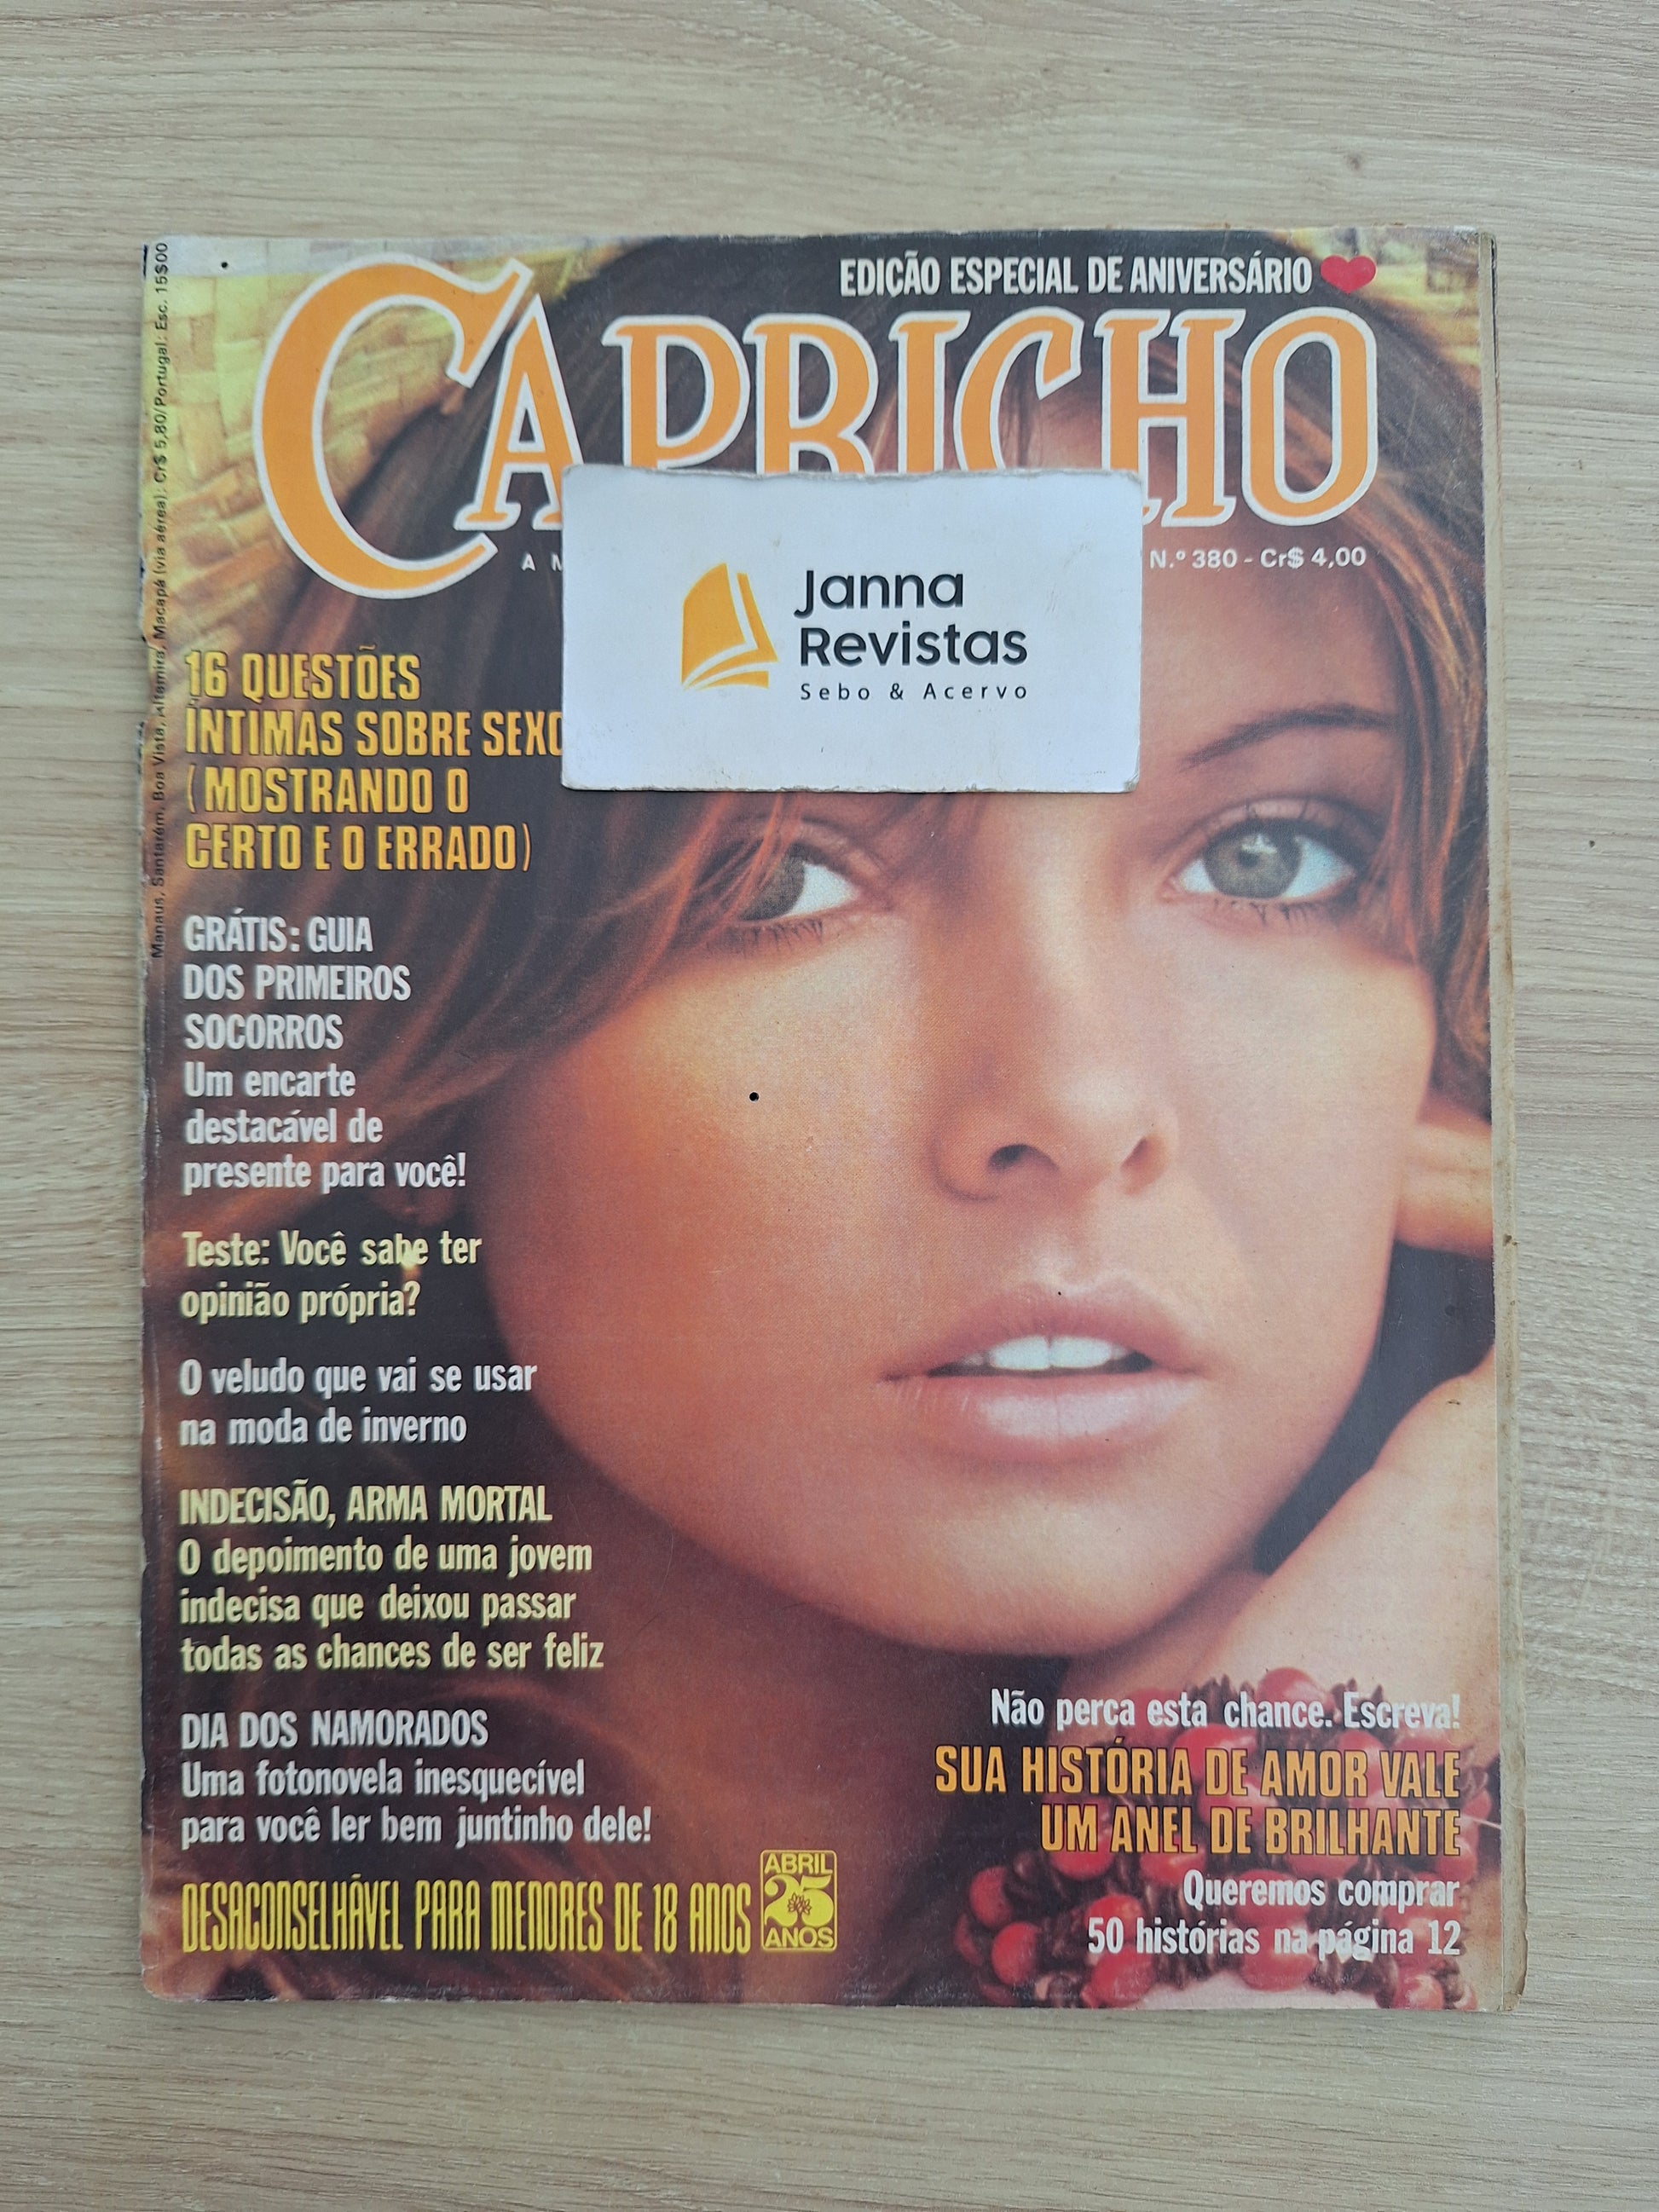 EDIÇÃO ESPECIAL DE ANIVERSÁRIO
CAPRICHO
N.º 380 - Cr$ 4,00
Janna
Revistas
Sebo & Acervo
Manaus, Santarém, Boa Vista, Altamira, Macapá (via aérea): Cr$ 5,80/Portugal: Esc. 15$00
16 QUESTÕES
ÍNTIMAS SOBRE SEXO
(MOSTRANDO O
CERTO E O ERRADO)
GRÁTIS: GUIA
DOS PRIMEIROS
SOCORROS
Um encarte
destacável de
presente para você!
Teste: Você sabe ter
opinião própria?
O veludo que vai se usar
na moda de inverno
INDECISÃO, ARMA MORTAL
O depoimento de uma jovem
indecisa que deixou passar
todas as chances de ser feliz
DIA DOS NAMORADOS
Uma fotonovela inesquecível
para você ler bem juntinho dele!
DESACONSELHÁVEL PARA MENORES DE 18 ANOS
ABRIL
25
ANOS
Não perca esta chance. Escreva!
SUA HISTÓRIA DE AMOR VALE
UM ANEL DE BRILHANTE
Queremos comprar
50 histórias na página 12